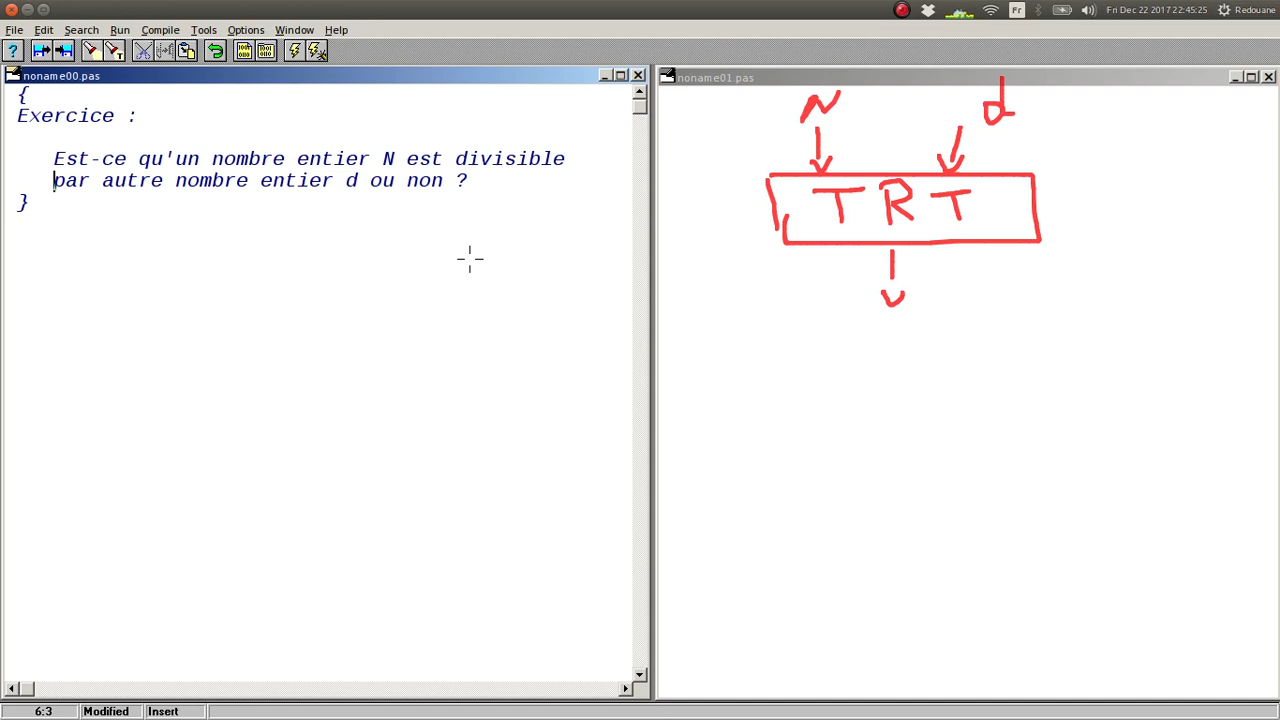 Fr
Fri Dec 22 2017 22:45:25
Redouane
File Edit Search Run Compile Tools Options Window Help
noname00.pas
{
Exercice :
Est-ce qu'un nombre entier N est divisible
par autre nombre entier d ou non ?
}
noname01.pas
N d
T R T
6:3 Modified Insert